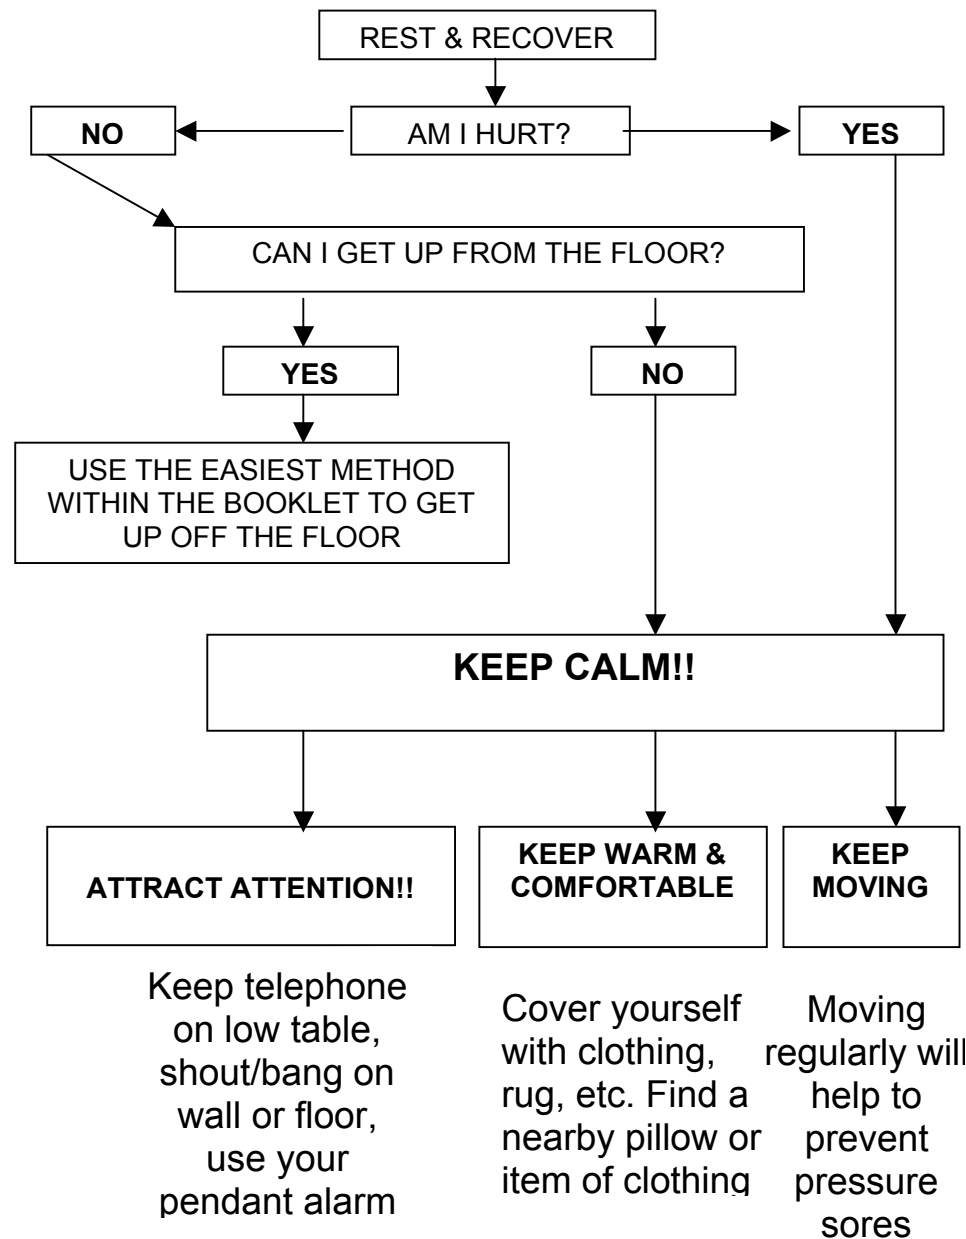 REST & RECOVER
NO
AM I HURT?
YES
CAN I GET UP FROM THE FLOOR?
YES
NO
USE THE EASIEST METHOD
WITHIN THE BOOKLET TO GET
UP OFF THE FLOOR
KEEP CALM!!
ATTRACT ATTENTION!!
KEEP WARM &
COMFORTABLE
KEEP
MOVING
Keep telephone
on low table,
shout/bang on
wall or floor,
use your
pendant alarm
Cover yourself
with clothing,
rug, etc. Find a
nearby pillow or
item of clothing
Moving
regularly will
help to
prevent
pressure
sores